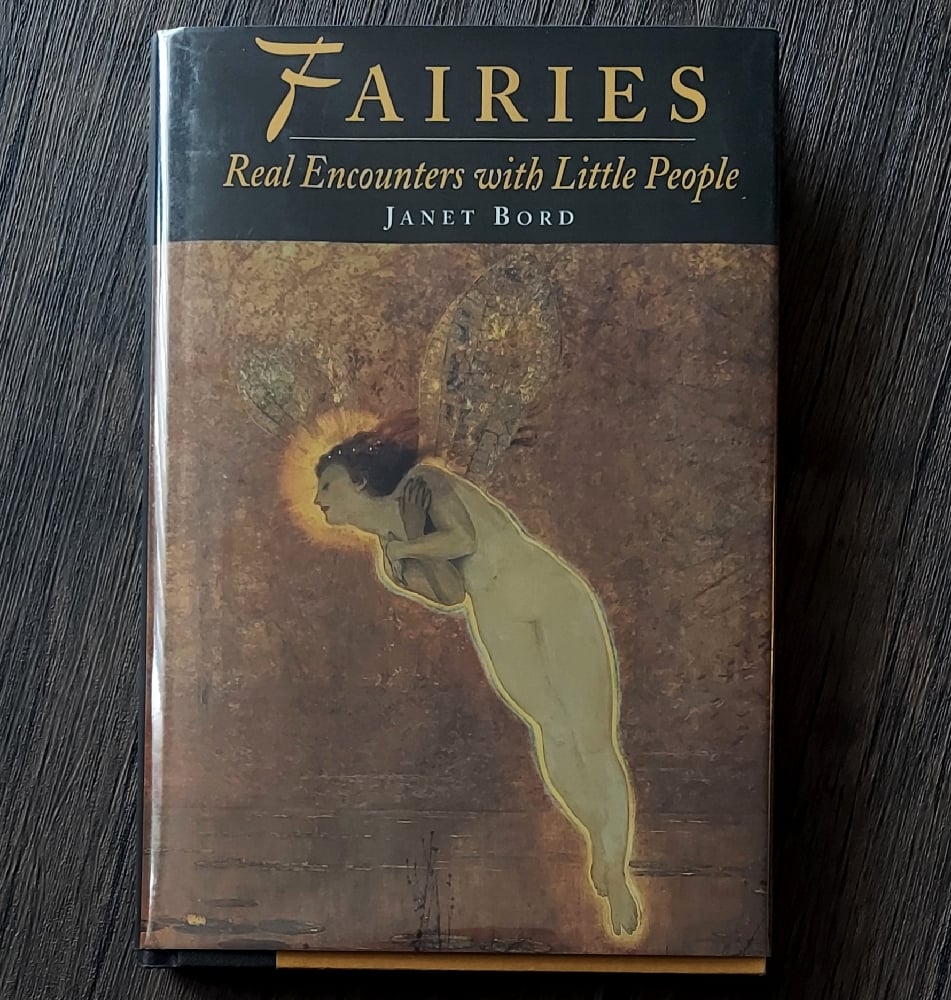 FAIRIES
Real Encounters with Little People
JANET BORD